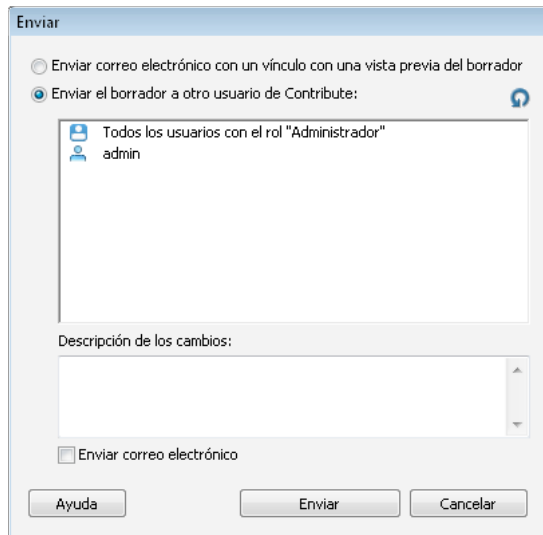 Enviar
Enviar correo electrónico con un vínculo con una vista previa del borrador
Enviar el borrador a otro usuario de Contribute:
Todos los usuarios con el rol "Administrador"
admin
Descripción de los cambios:
Enviar correo electrónico
Ayuda
Enviar
Cancelar